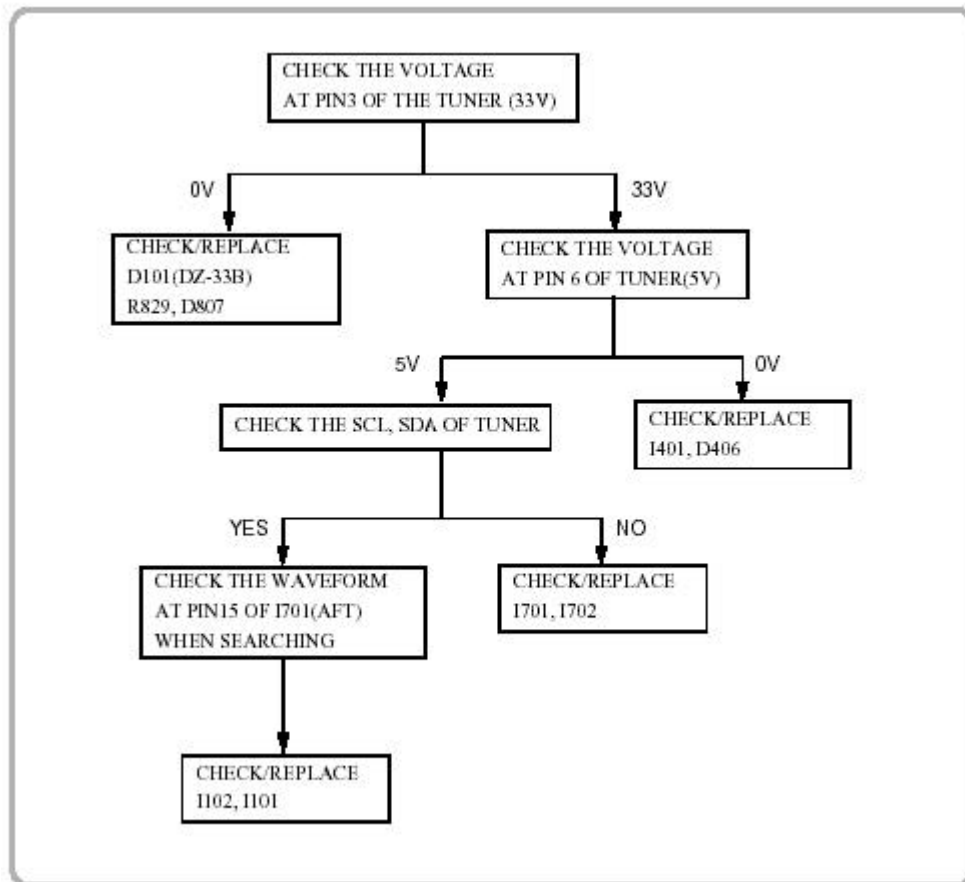 CHECK THE VOLTAGE
AT PIN3 OF THE TUNER (33V)
0V
33V
CHECK/REPLACE
D101(DZ-33B)
R829, D807
CHECK THE VOLTAGE
AT PIN 6 OF TUNER(5V)
5V
0V
CHECK THE SCL, SDA OF TUNER
CHECK/REPLACE
I401, D406
YES
NO
CHECK THE WAVEFORM
AT PIN15 OF I701(AFT)
WHEN SEARCHING
CHECK/REPLACE
I701, I702
CHECK/REPLACE
I102, I101